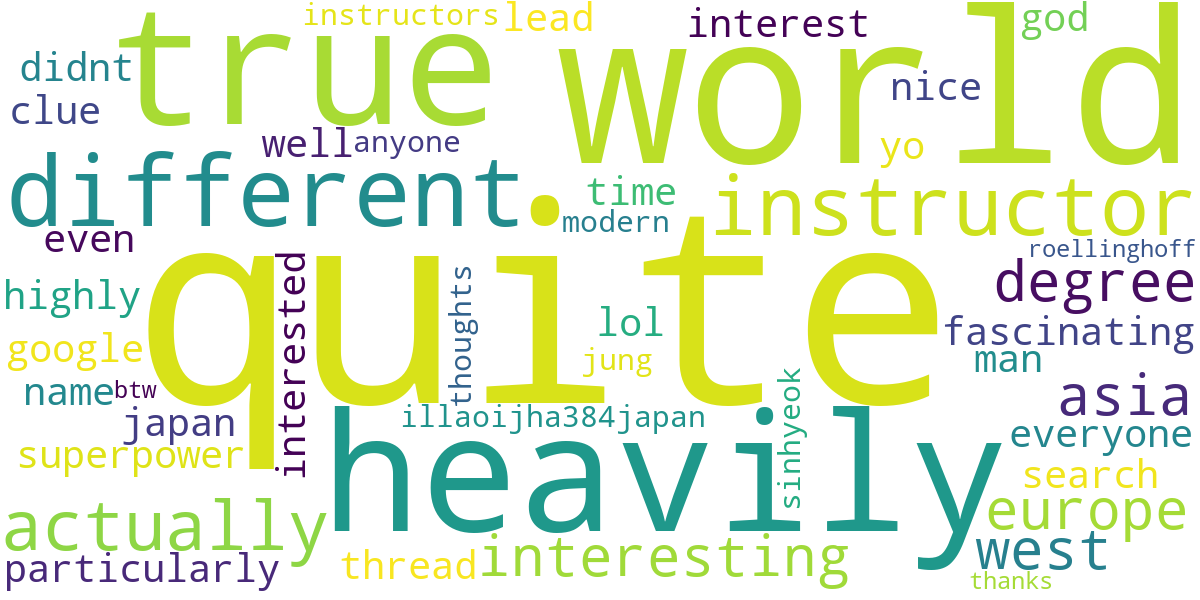 instructors
lead
interest
god
true
world
didnt
nice
clue
well
anyone
yo
different
time
instructor
modern
even
roellinghoff
degree
quite
highly
interested
thoughts
lol
fascinating
google
jung
man
name
btw
asia
japan
illaoijha384japan
sinhyeok
everyone
superpower
heavily
search
europe
actually
west
interesting
particularly
thread
thanks